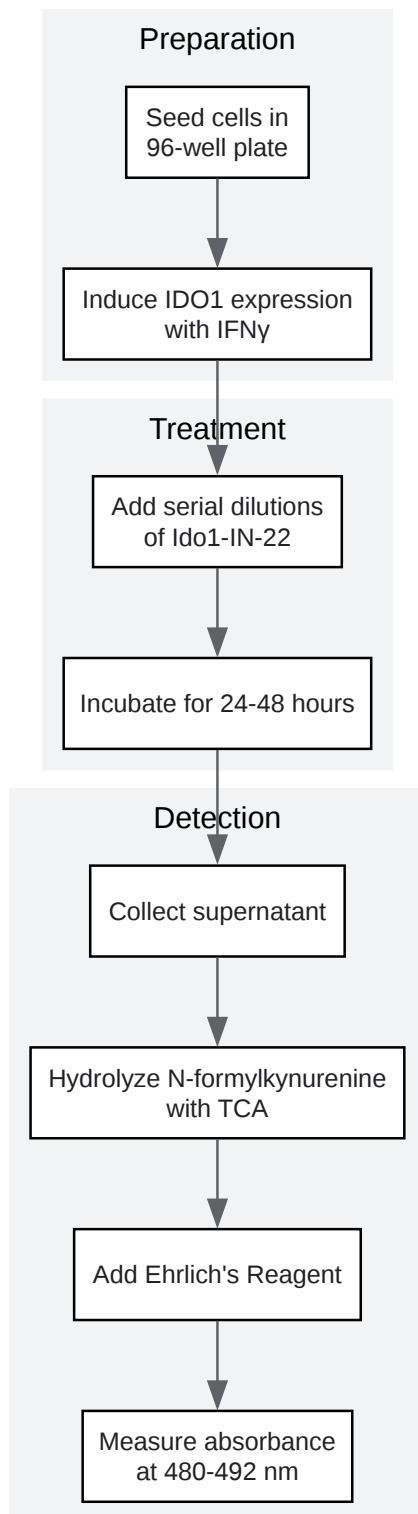 Preparation
Seed cells in
96-well plate
Induce IDO1 expression
with IFNγ
Treatment
Add serial dilutions
of Ido1-IN-22
Incubate for 24-48 hours
Detection
Collect supernatant
Hydrolyze N-formylkynurenine
with TCA
Add Ehrlich's Reagent
Measure absorbance
at 480-492 nm